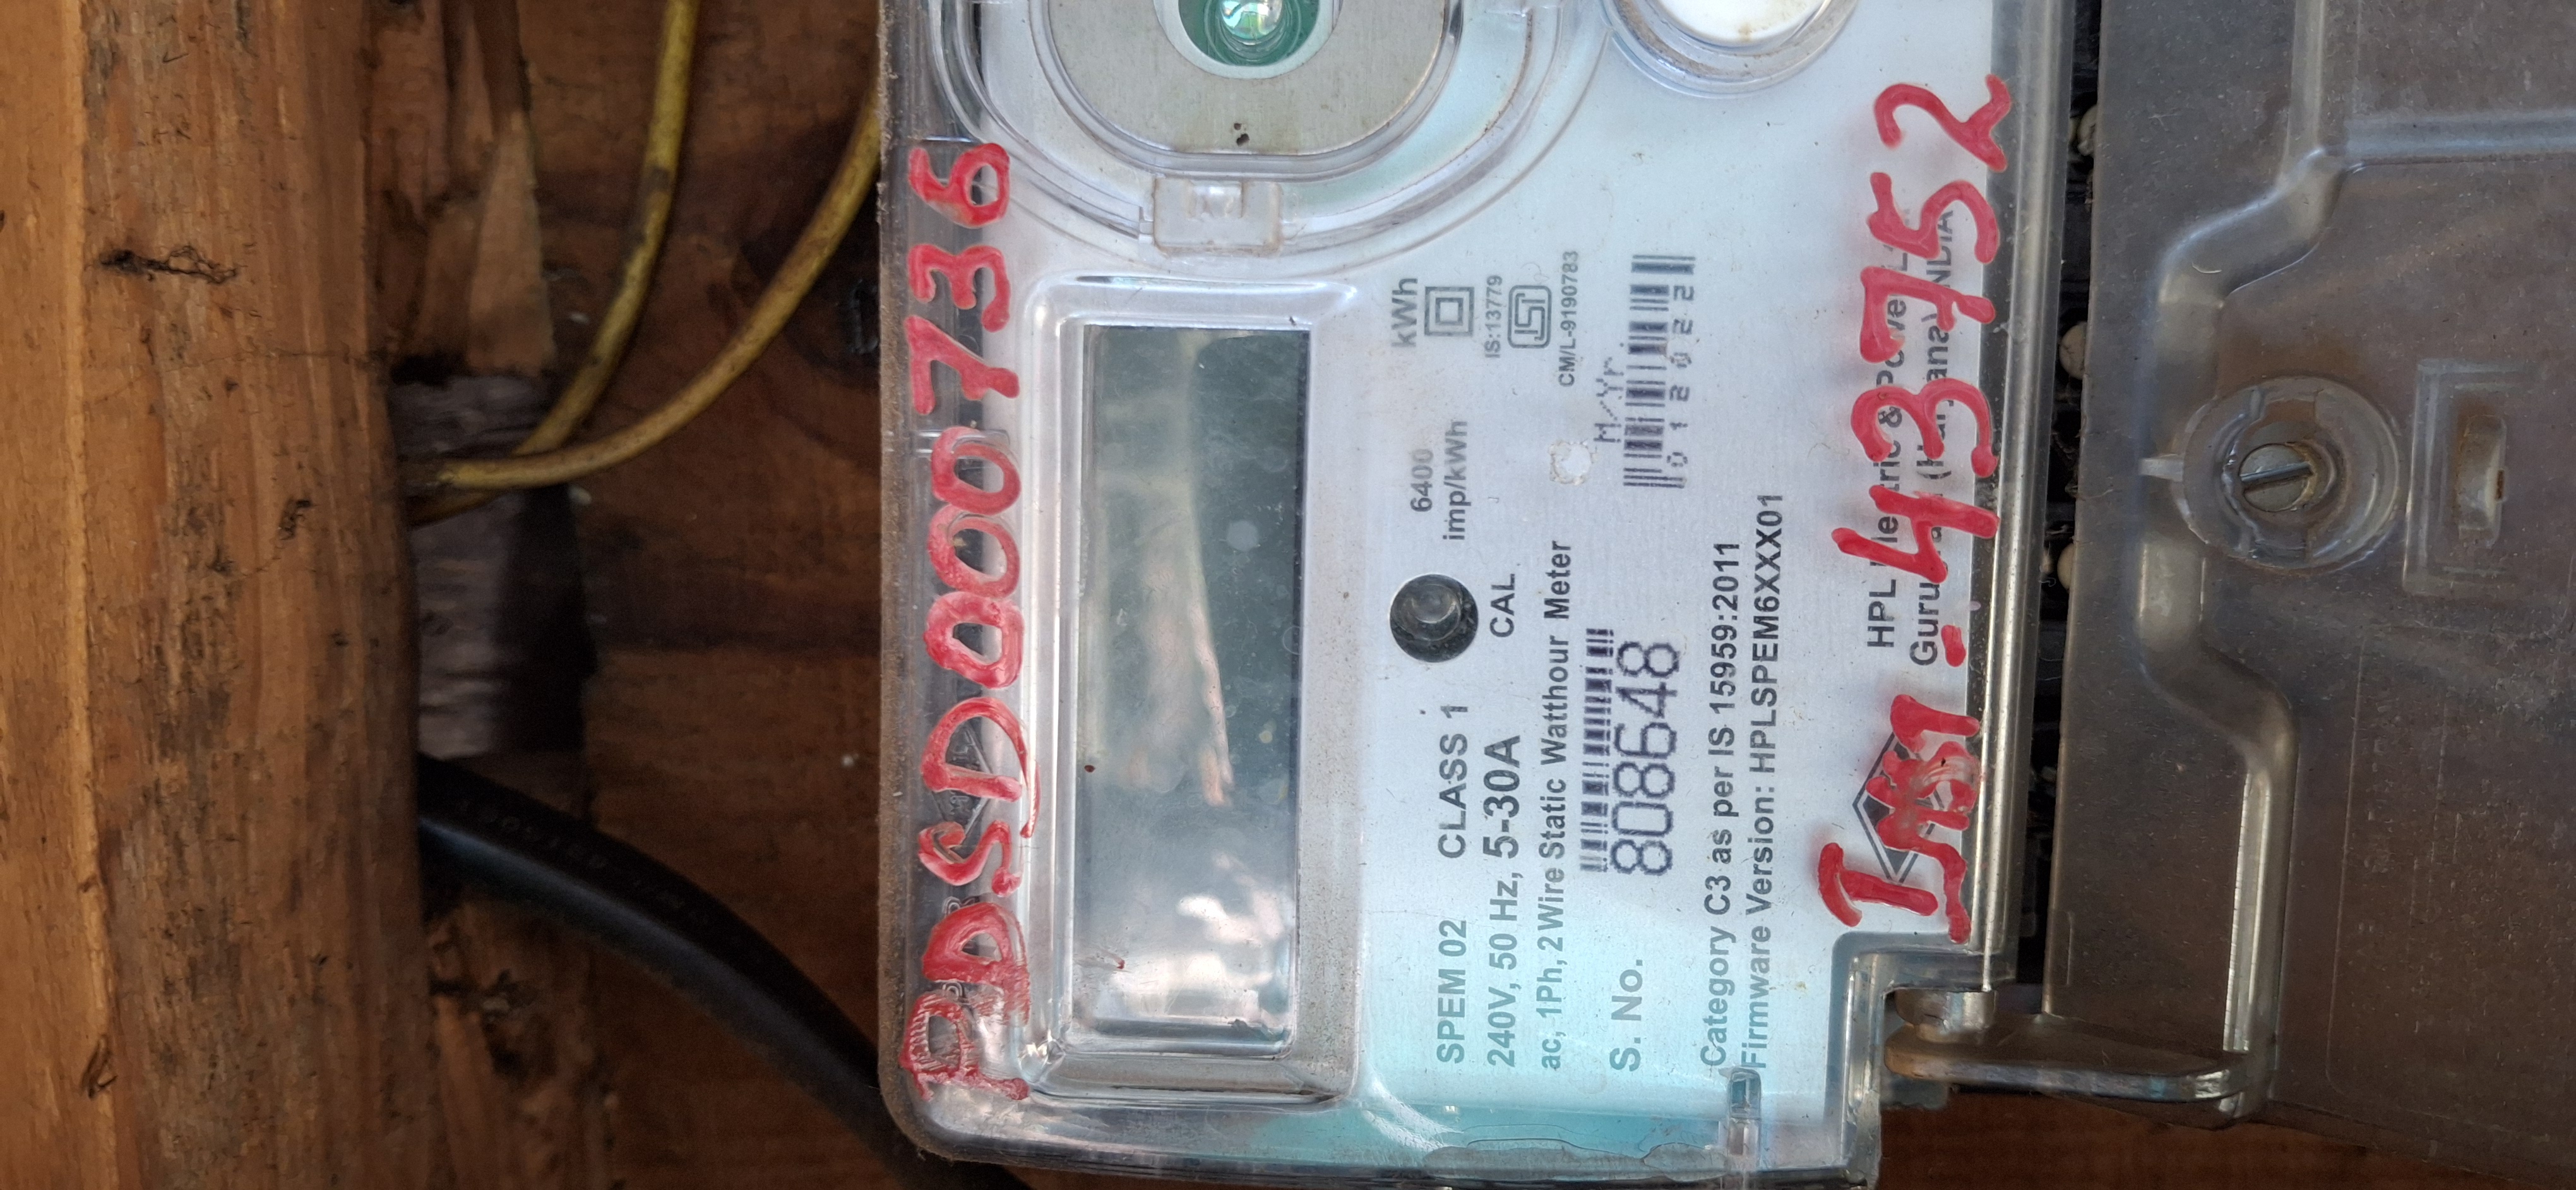 RDSD000736
kWh
6400
imp/kWh
IS:13779
CM/L-9190783
CAL
SPEM 02 CLASS 1
240V, 50 Hz, 5-30A
ac, 1Ph, 2 Wire Static Watthour Meter
M/Yr
012022
S. No. 808648
Category C3 as per IS 15959:2011
Firmware Version: HPLSPEM6XXX01
HPL
- 43752